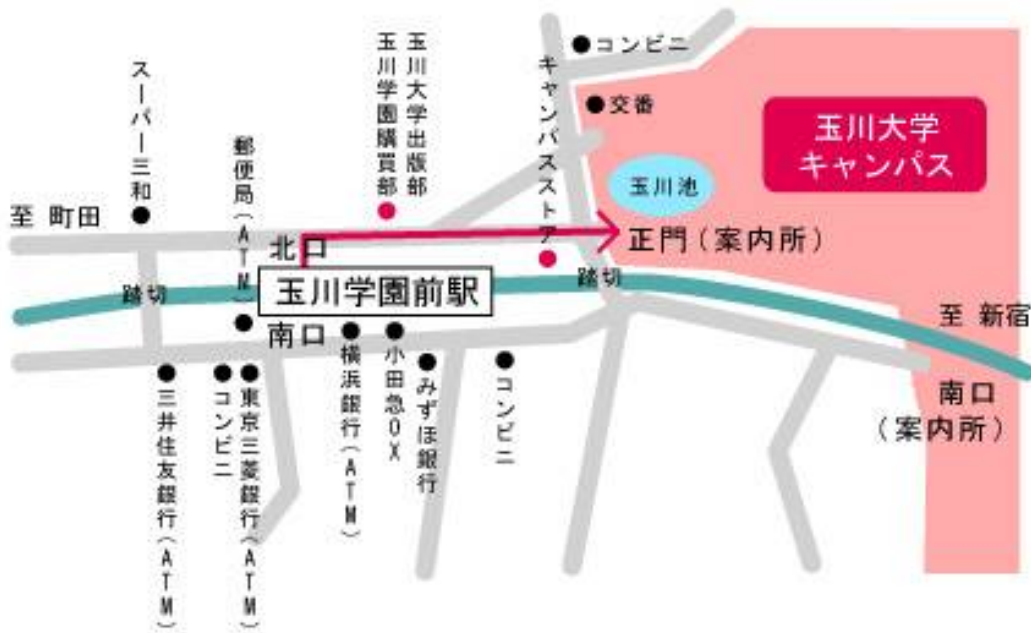 コンビニ
交番
玉川大学
キャンパス
玉川池
玉川大学出版部
玉川学園購買部
キャンパスストア
スーパー三和
郵便局(ATM)
至 町田
北口
正門(案内所)
踏切
玉川学園前駅
踏切
至 新宿
南口
南口
(案内所)
三井住友銀行(ATM)
コンビニ
東京三菱銀行(ATM)
横浜銀行(ATM)
小田急OX
みずほ銀行
コンビニ